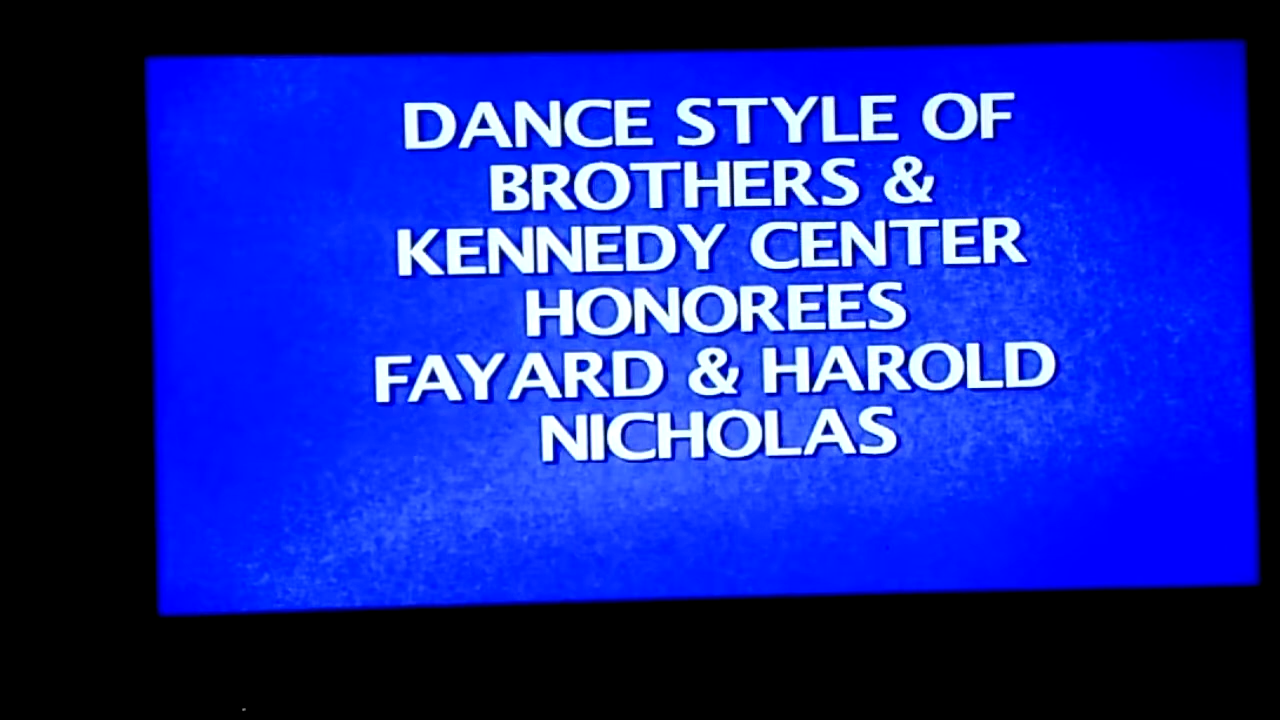 DANCE STYLE OF
BROTHERS &
KENNEDY CENTER
HONOREES
FAYARD & HAROLD
NICHOLAS